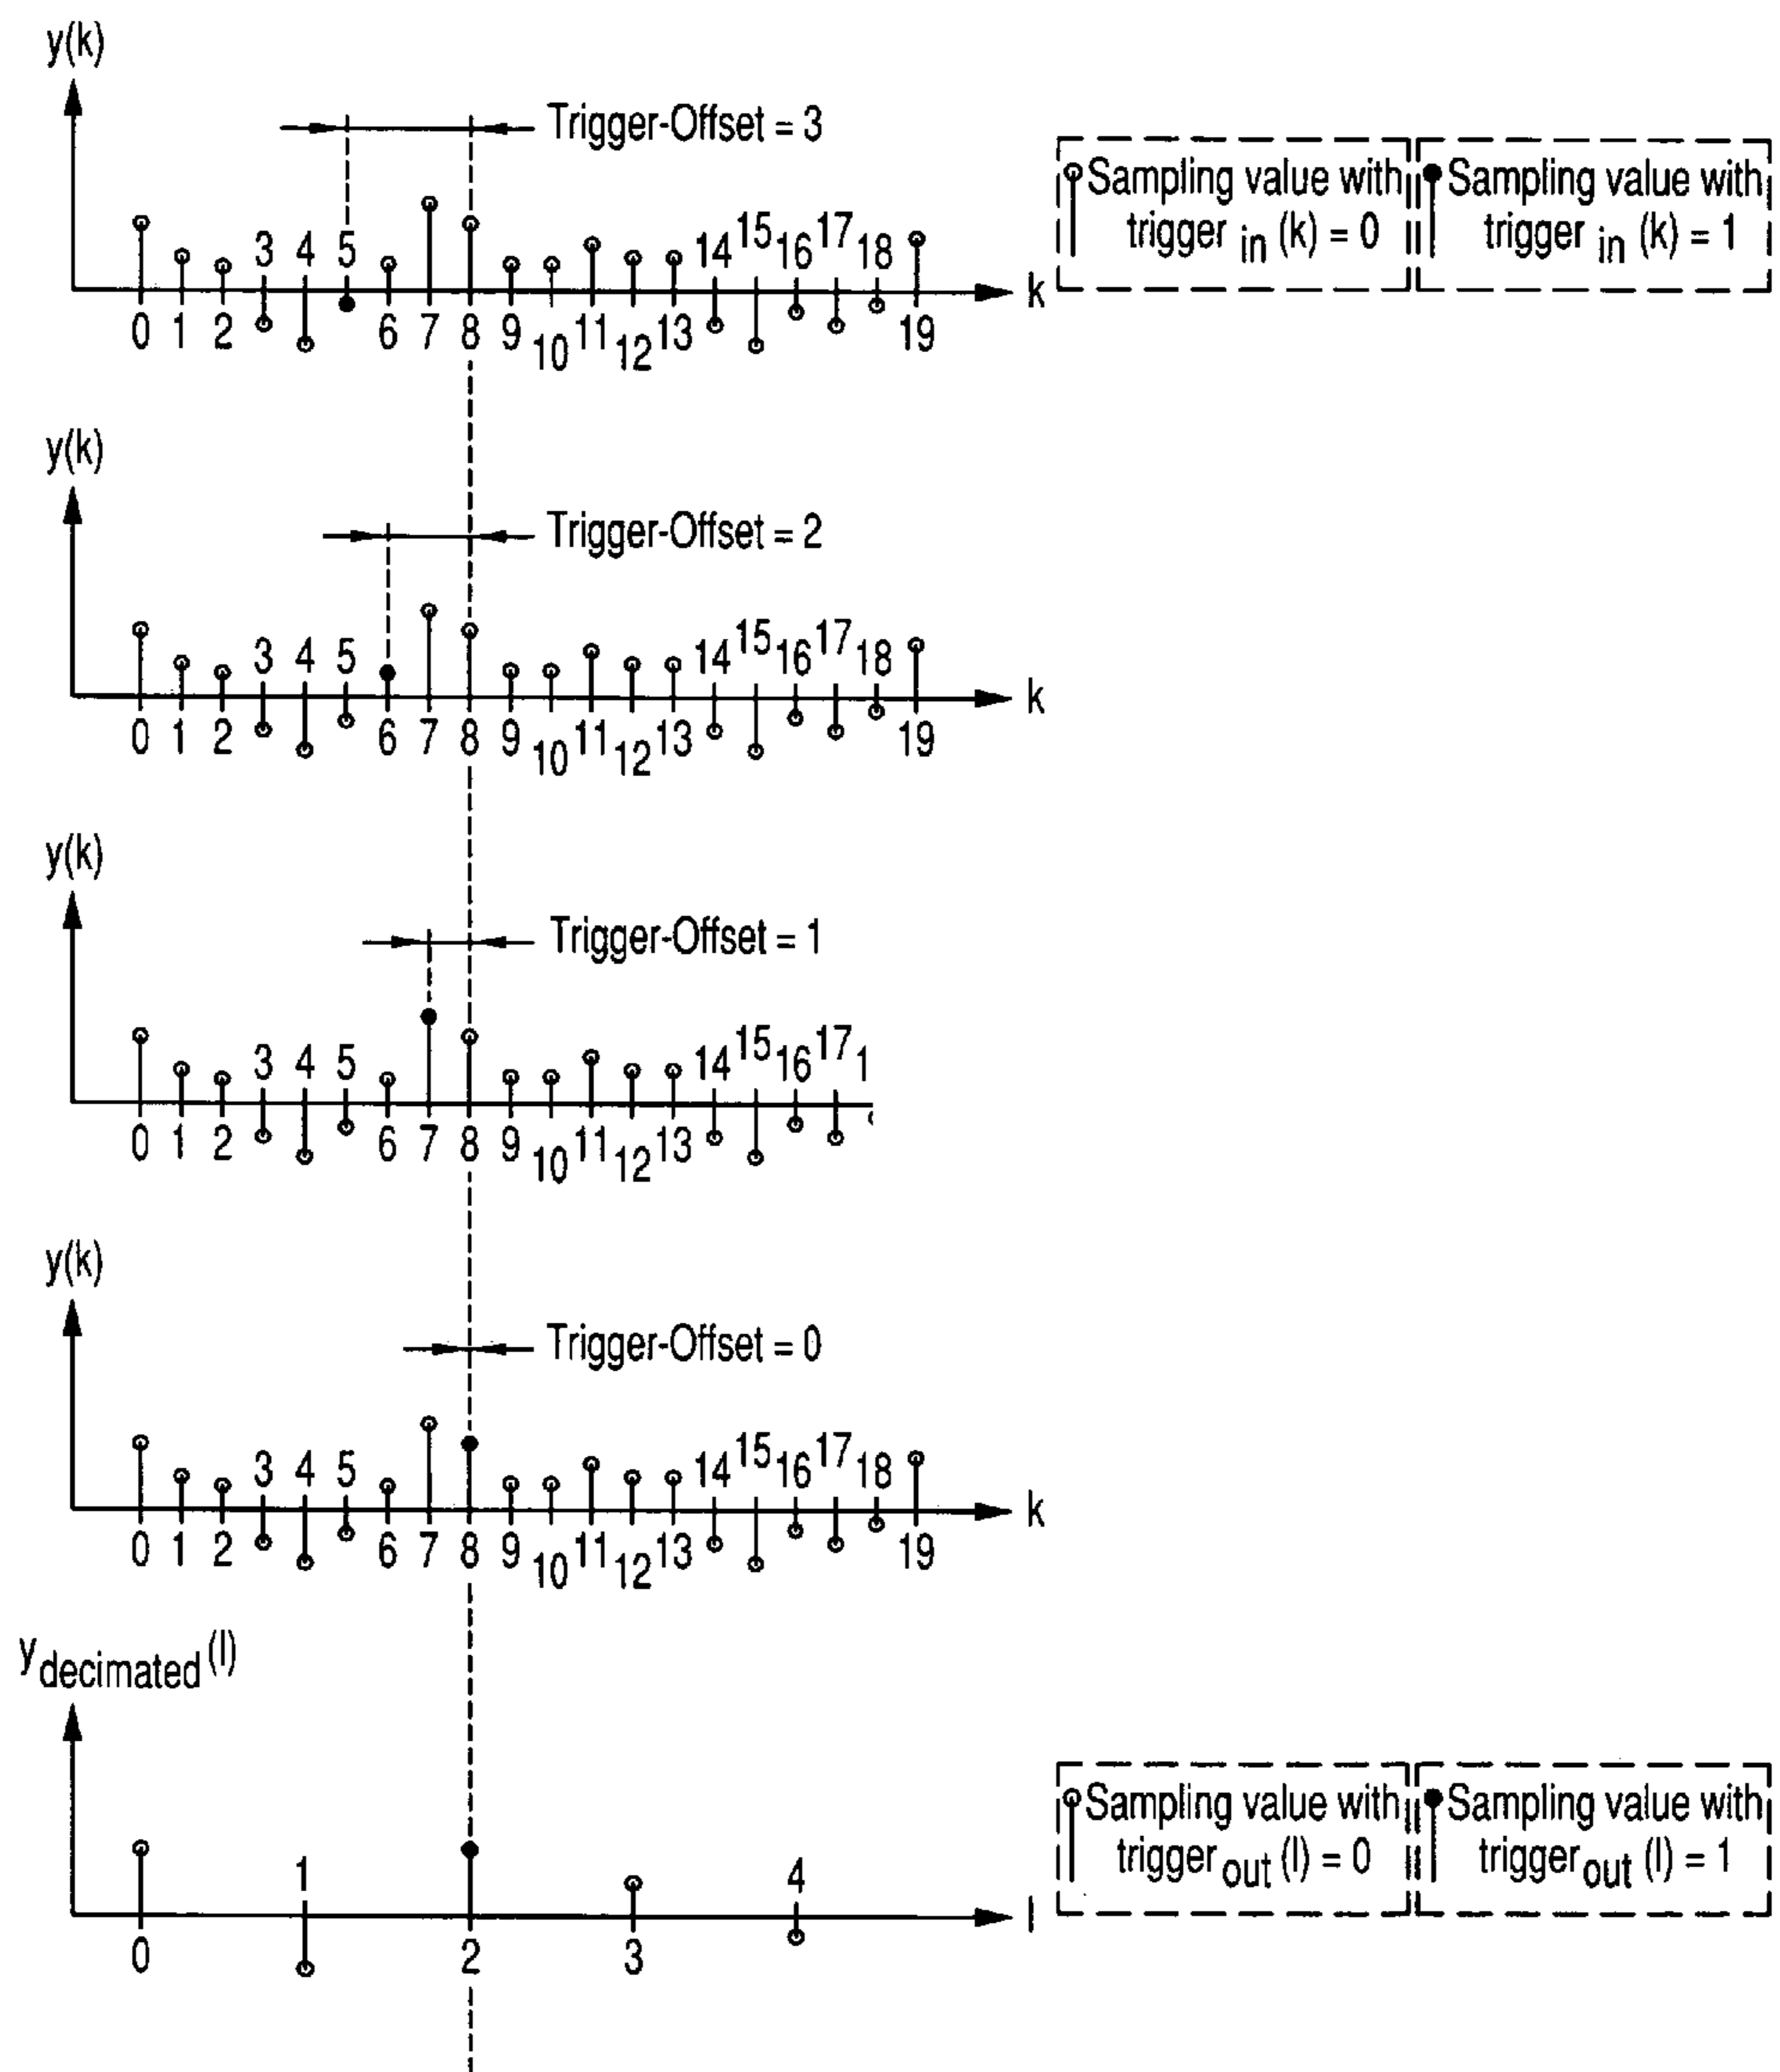 y(k)
Trigger-Offset = 3
Sampling value with
trigger in (k) = 0
Sampling value with
trigger in (k) = 1
3 4 5 14 15 16 17 18
k
0 1 2 6 7 8 9 10 11 12 13 19
y(k)
Trigger-Offset = 2
3 4 5 14 15 16 17 18
k
0 1 2 6 7 8 9 10 11 12 13 19
y(k)
Trigger-Offset = 1
3 4 5 14 15 16 17 1
0 1 2 6 7 8 9 10 11 12 13
y(k)
Trigger-Offset = 0
3 4 5 14 15 16 17 18
k
0 1 2 6 7 8 9 10 11 12 13 19
y decimated (l)
Sampling value with
trigger out (l) = 0
Sampling value with
trigger out (l) = 1
1 4
l
0 2 3